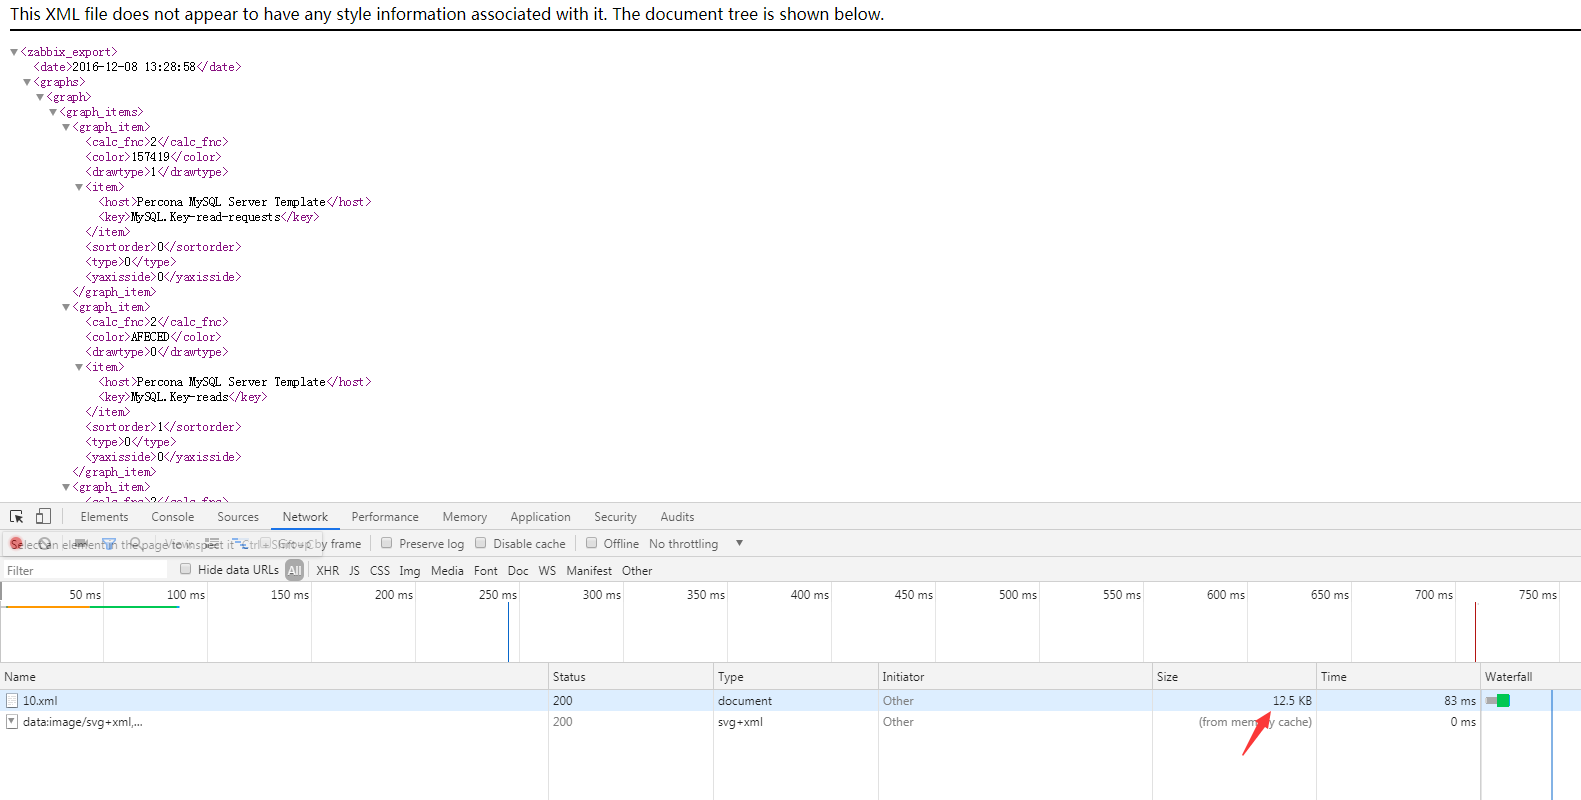 This XML file does not appear to have any style information associated with it. The document tree is shown below.
▼<zabbix_export>
<date>2016-12-08 13:28:58</date>
▼<graphs>
▼<graph>
▼<graph_items>
▼<graph_item>
<calc_fnc>2</calc_fnc>
<color>157419</color>
<drawtype>1</drawtype>
▼<item>
<host>Percona MySQL Server Template</host>
<key>MySQL.Key-read-requests</key>
</item>
<sortorder>0</sortorder>
<type>0</type>
<yaxisside>0</yaxisside>
</graph_item>
▼<graph_item>
<calc_fnc>2</calc_fnc>
<color>AFECED</color>
<drawtype>0</drawtype>
▼<item>
<host>Percona MySQL Server Template</host>
<key>MySQL.Key-reads</key>
</item>
<sortorder>1</sortorder>
<type>0</type>
<yaxisside>0</yaxisside>
</graph_item>
▼<graph_item>
<calc_fnc>2</calc_fnc>
Elements Console Sources Network Performance Memory Application Security Audits
Select an element in the page to inspect it Ctrl+Shift+C View: Group by frame Preserve log Disable cache Offline No throttling ▼
Filter Hide data URLs All XHR JS CSS Img Media Font Doc WS Manifest Other
50 ms 100 ms 150 ms 200 ms 250 ms 300 ms 350 ms 400 ms 450 ms 500 ms 550 ms 600 ms 650 ms 700 ms 750 ms
Name Status Type Initiator Size Time Waterfall
10.xml 200 document Other 12.5 KB 83 ms
data:image/svg+xml,... 200 svg+xml Other (from memory cache) 0 ms